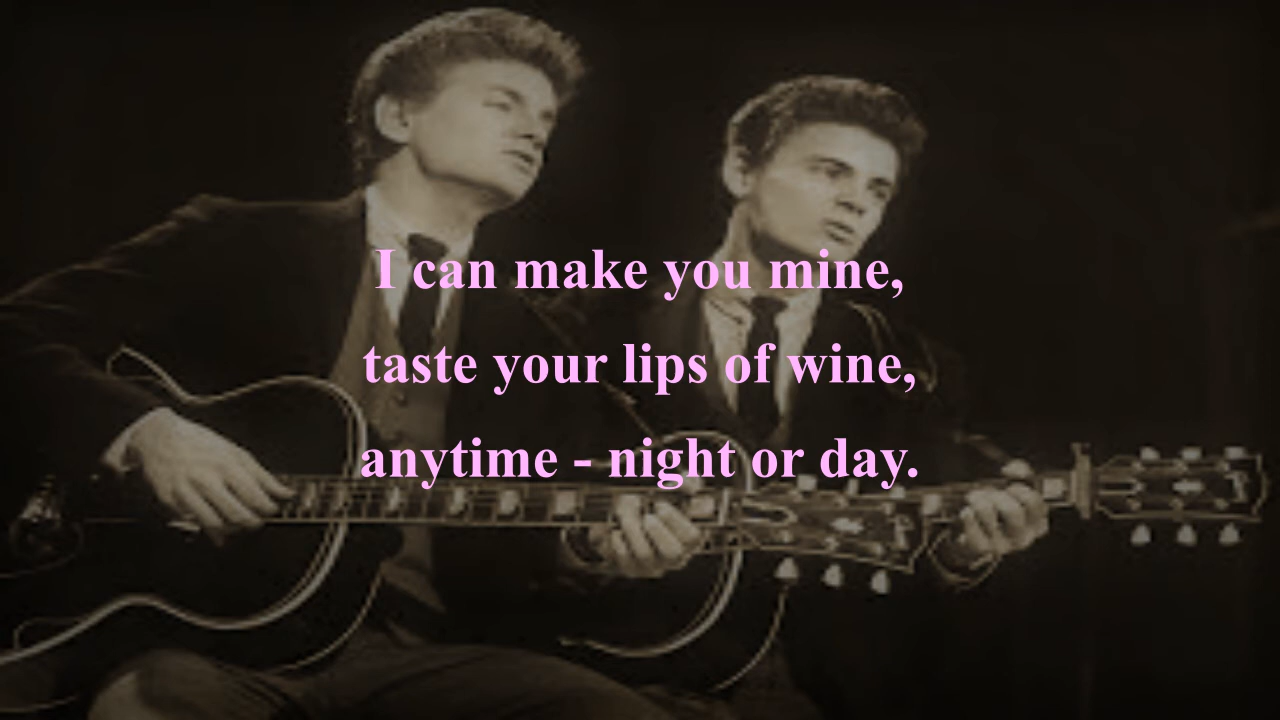 I can make you mine,
taste your lips of wine,
anytime - night or day.